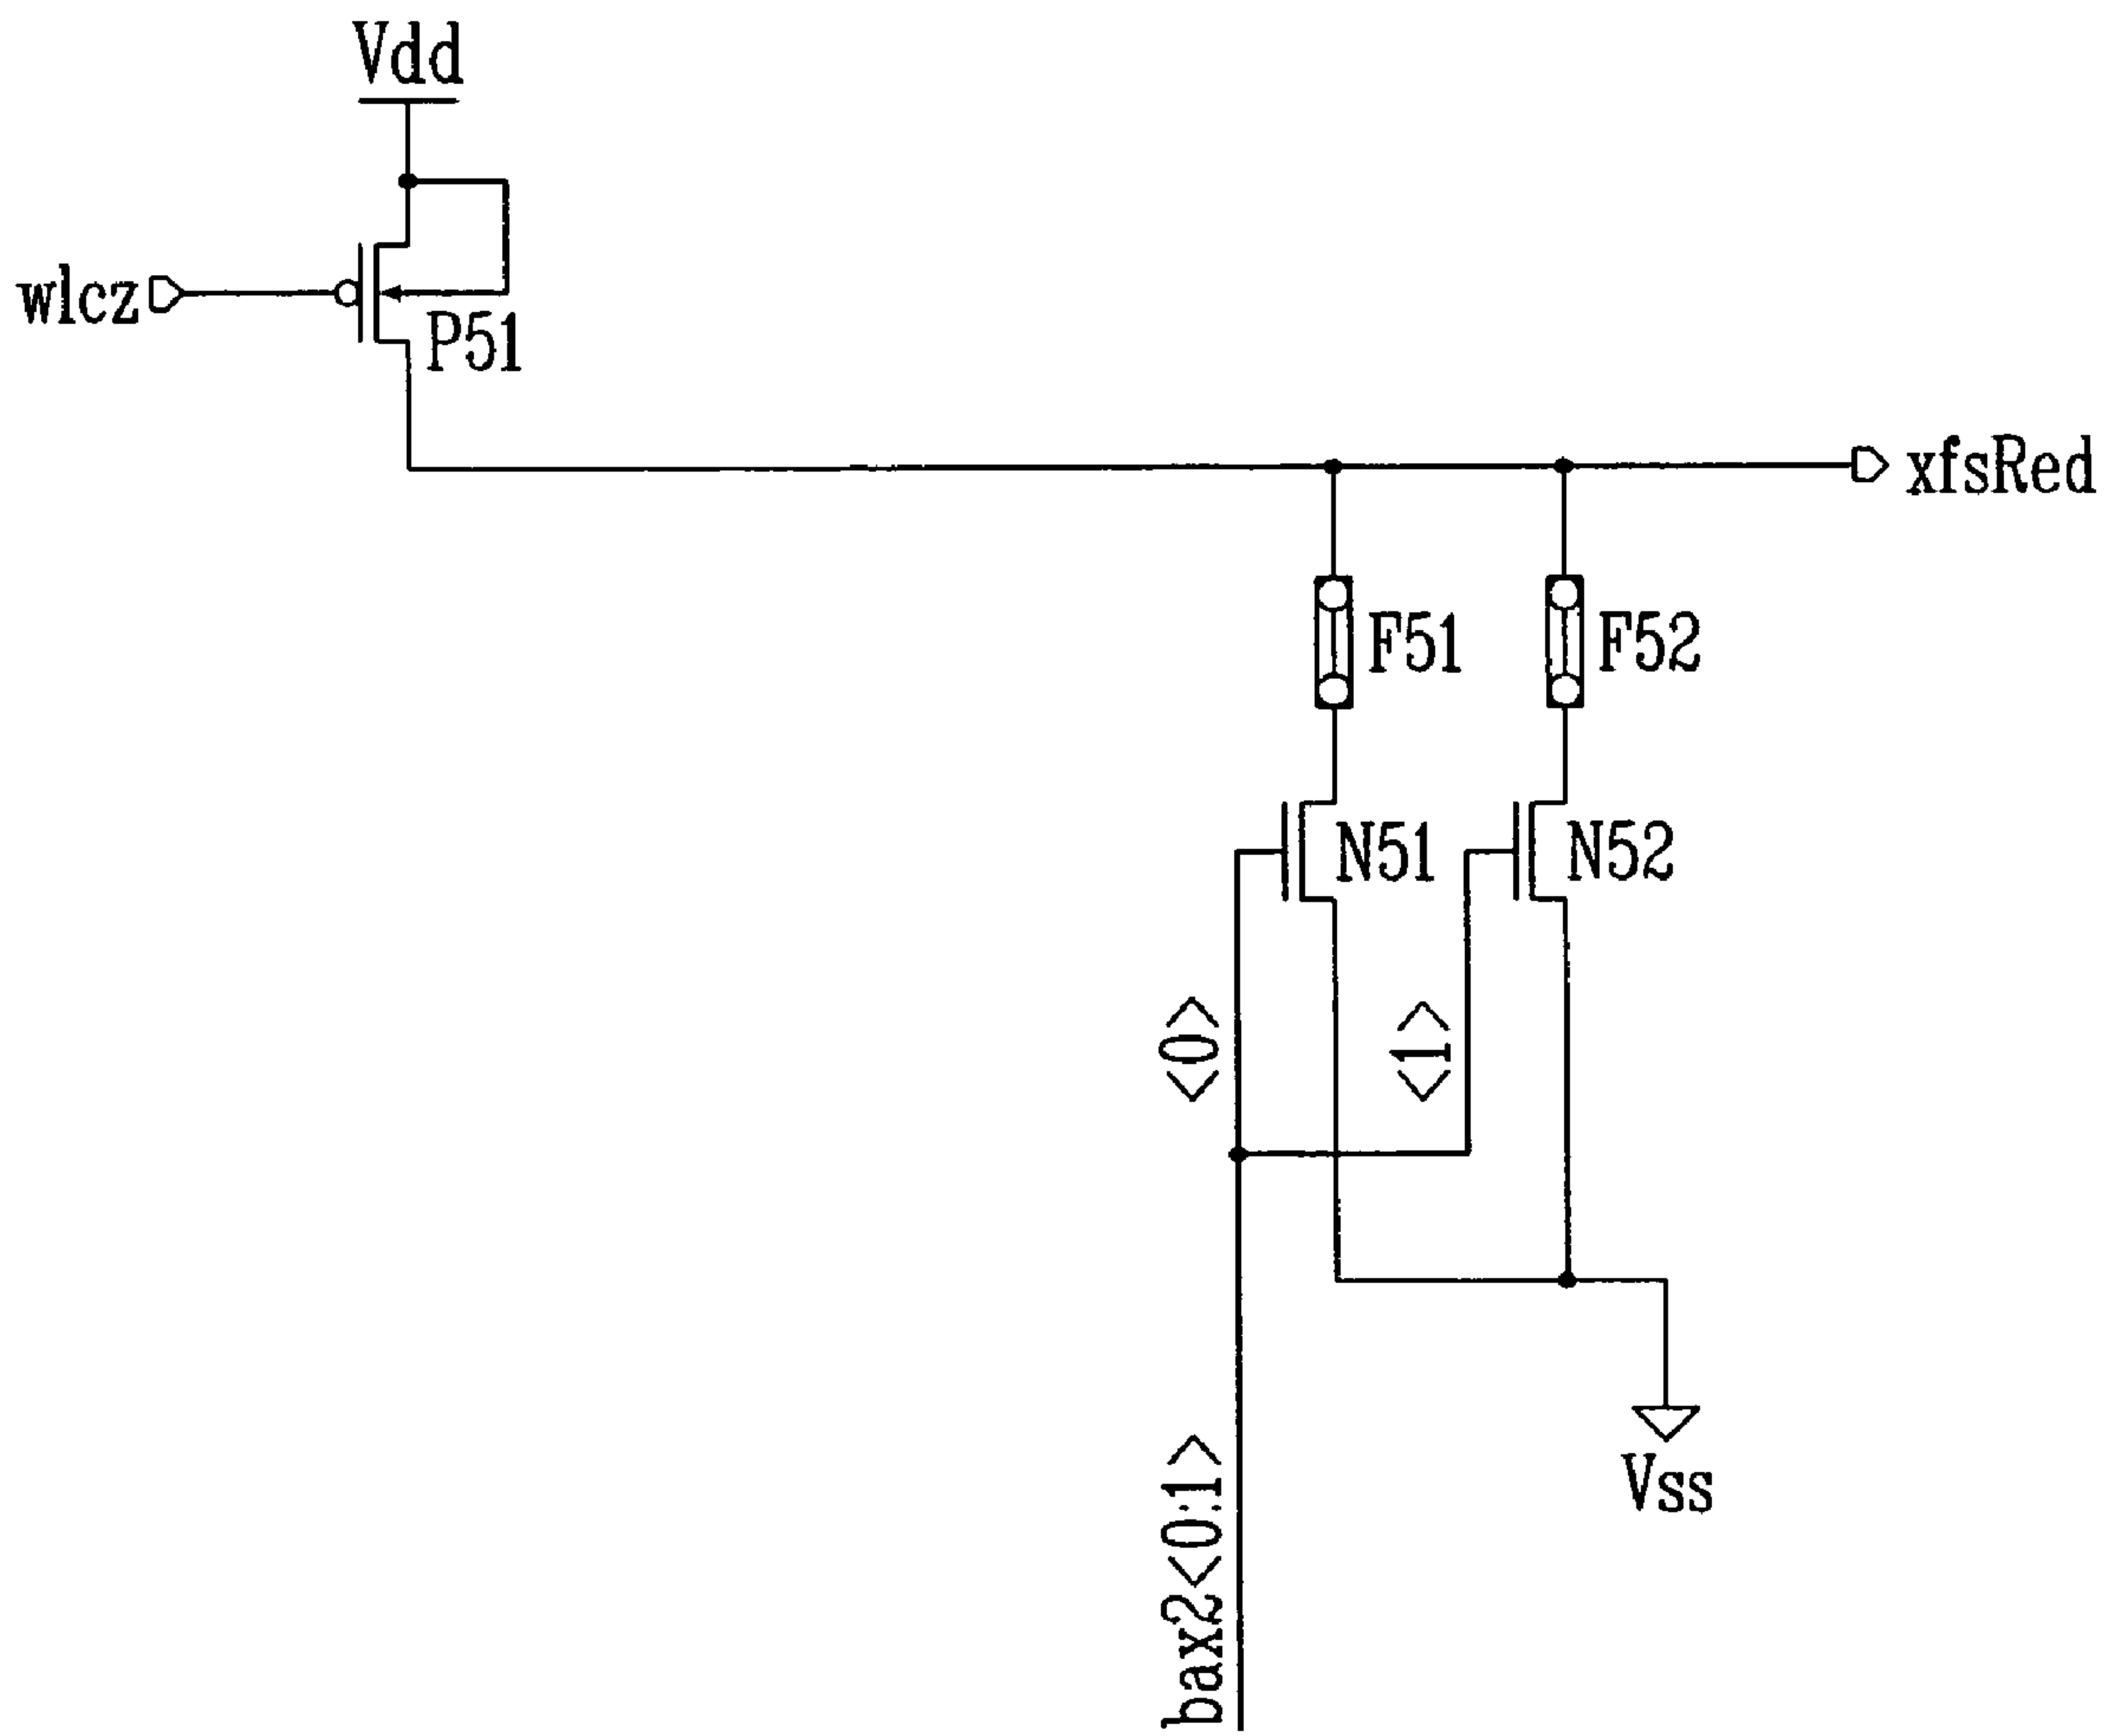 Vdd
wlcz
P51
xfsRed
F51
F52
N51
N52
<0>
<1>
bax2<0:1>
Vss